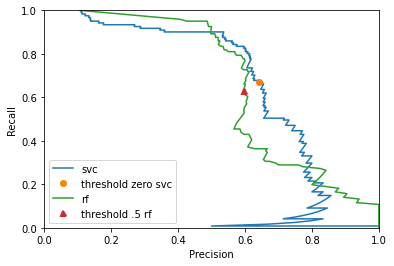 1.0
0.8
0.6
0.4
0.2
0.0
Recall
svc
threshold zero svc
rf
threshold .5 rf
0.0 0.2 0.4 0.6 0.8 1.0
Precision